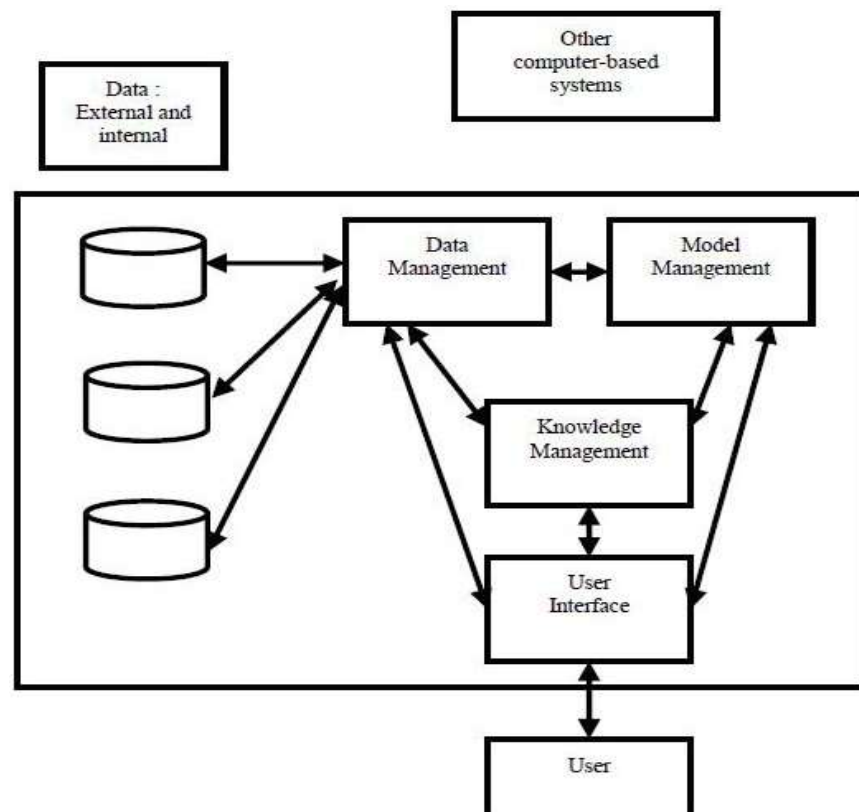 Other
computer-based
systems
Data :
External and
internal
Data
Management
Model
Management
Knowledge
Management
User
Interface
User